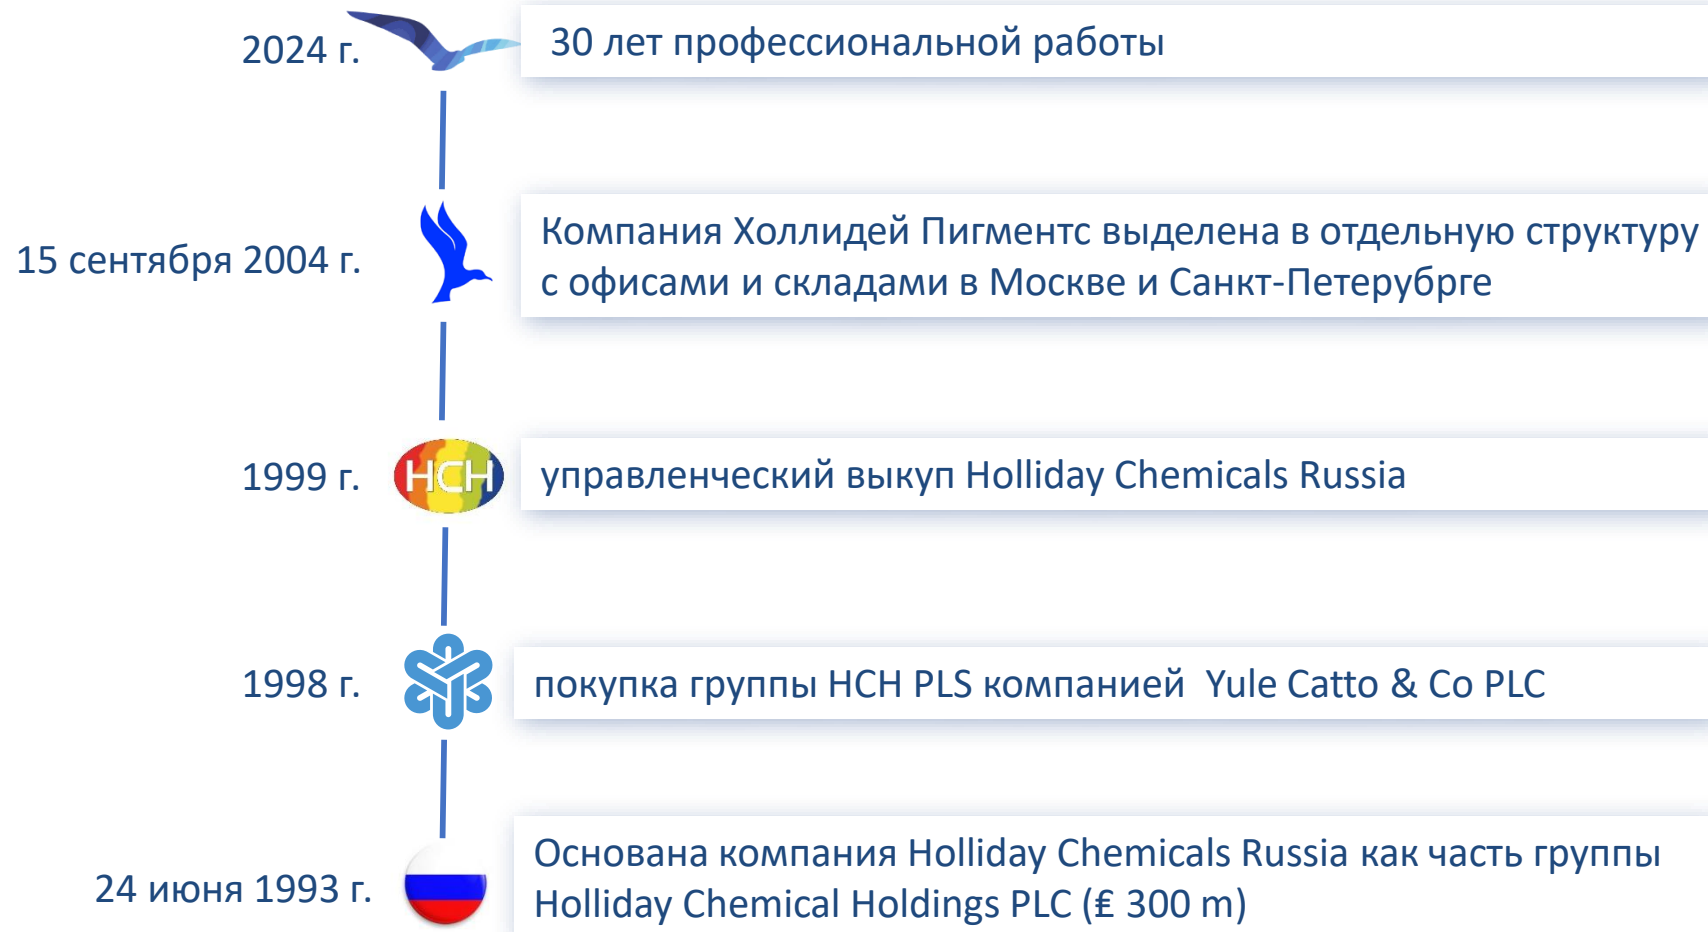 2024 г.
30 лет профессиональной работы
15 сентября 2004 г.
Компания Холлидей Пигментс выделена в отдельную структуру
с офисами и складами в Москве и Санкт-Петерубрге
1999 г.
HCH
управленческий выкуп Holliday Chemicals Russia
1998 г.
покупка группы HCH PLS компанией  Yule Catto & Co PLC
24 июня 1993 г.
Основана компания Holliday Chemicals Russia как часть группы
Holliday Chemical Holdings PLC (₤ 300 m)